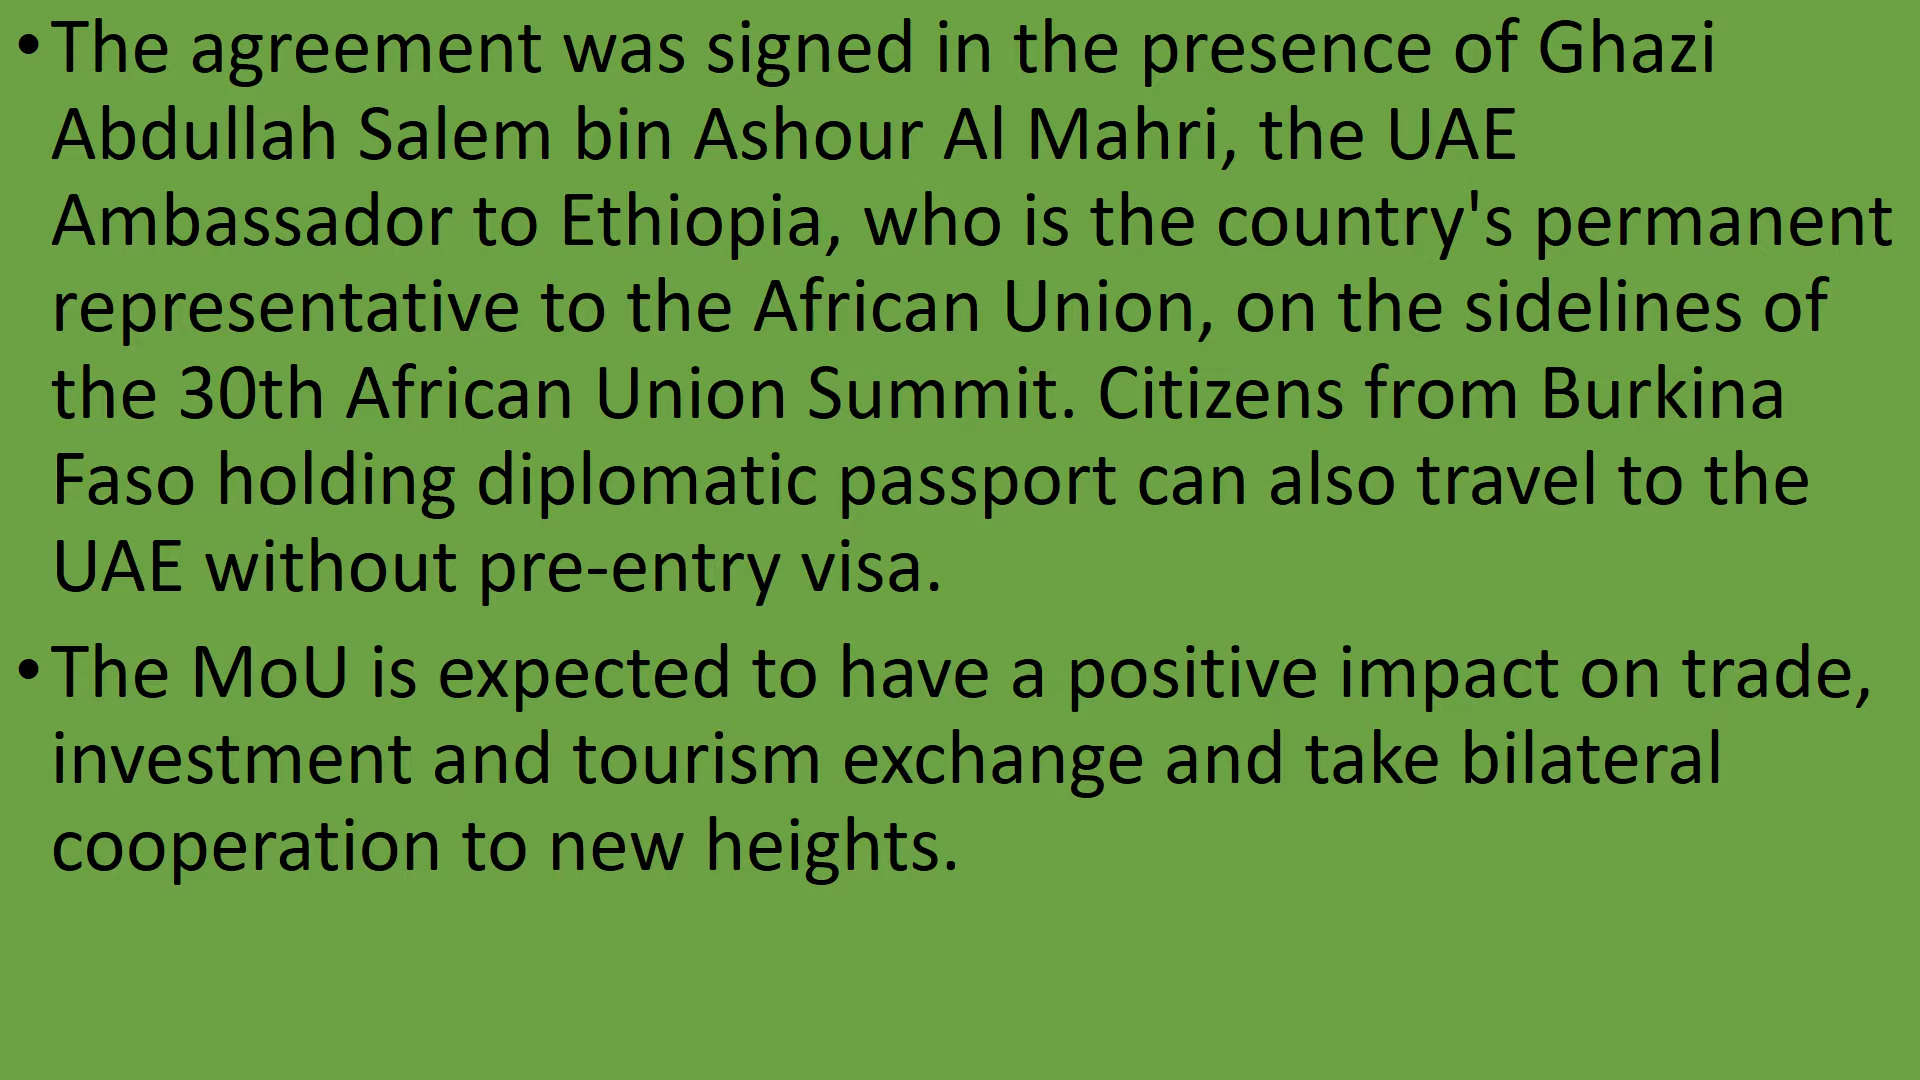 •The agreement was signed in the presence of Ghazi
Abdullah Salem bin Ashour Al Mahri, the UAE
Ambassador to Ethiopia, who is the country's permanent
representative to the African Union, on the sidelines of
the 30th African Union Summit. Citizens from Burkina
Faso holding diplomatic passport can also travel to the
UAE without pre-entry visa.
•The MoU is expected to have a positive impact on trade,
investment and tourism exchange and take bilateral
cooperation to new heights.